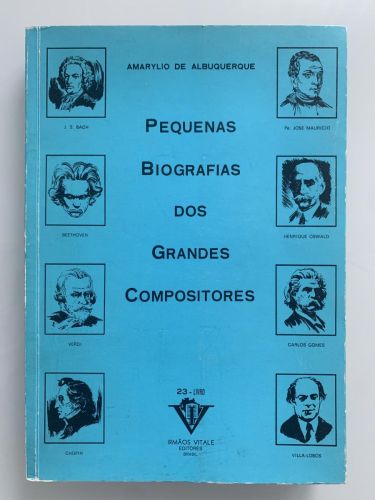 AMARYLIO DE ALBUQUERQUE
PEQUENAS
BIOGRAFIAS
DOS
GRANDES
COMPOSITORES
J. S. BACH
BEETHOVEN
VERDI
CHOPIN
Pe. JOSE MAURICIO
HENRIQUE OSWALD
CARLOS GOMES
VILLA-LOBOS
23 - LIVRO
IRMÃOS VITALE
EDITORES
BRASIL